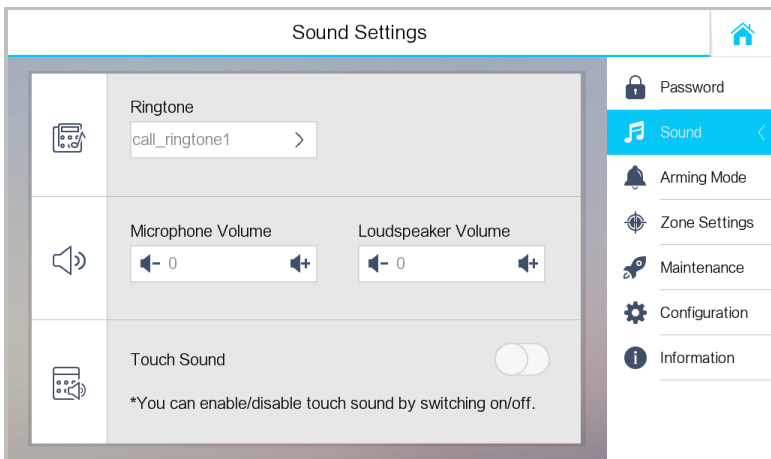 Sound Settings
Ringtone
call_ringtone1
Microphone Volume
Loudspeaker Volume
0
0
Touch Sound
*You can enable/disable touch sound by switching on/off.
Password
Sound
Arming Mode
Zone Settings
Maintenance
Configuration
Information